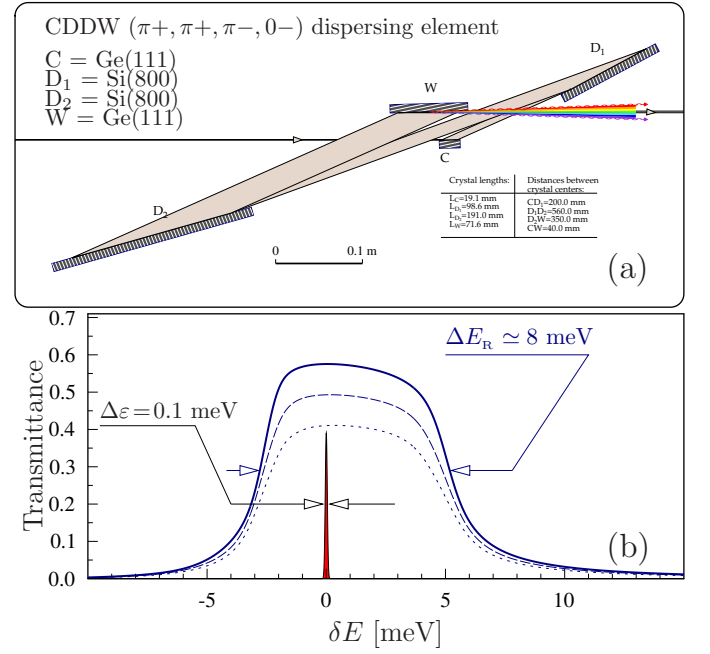 CDDW (π+, π+, π−, 0−) dispersing element
C = Ge(111)
D₁ = Si(800)
D₂ = Si(800)
W = Ge(111)
D₁
W
C
D₂
Crystal lengths: Distances between crystal centers:
L_C=19.1 mm CD₁=200.0 mm
L_D₁=98.6 mm D₁D₂=560.0 mm
L_D₂=191.0 mm D₂W=350.0 mm
L_W=71.6 mm CW=40.0 mm
0 0.1 m
(a)
0.7
0.6
0.5
0.4
0.3
0.2
0.1
0.0
Transmittance
ΔE_R ≃ 8 meV
Δε=0.1 meV
(b)
-5 0 5 10
δE [meV]